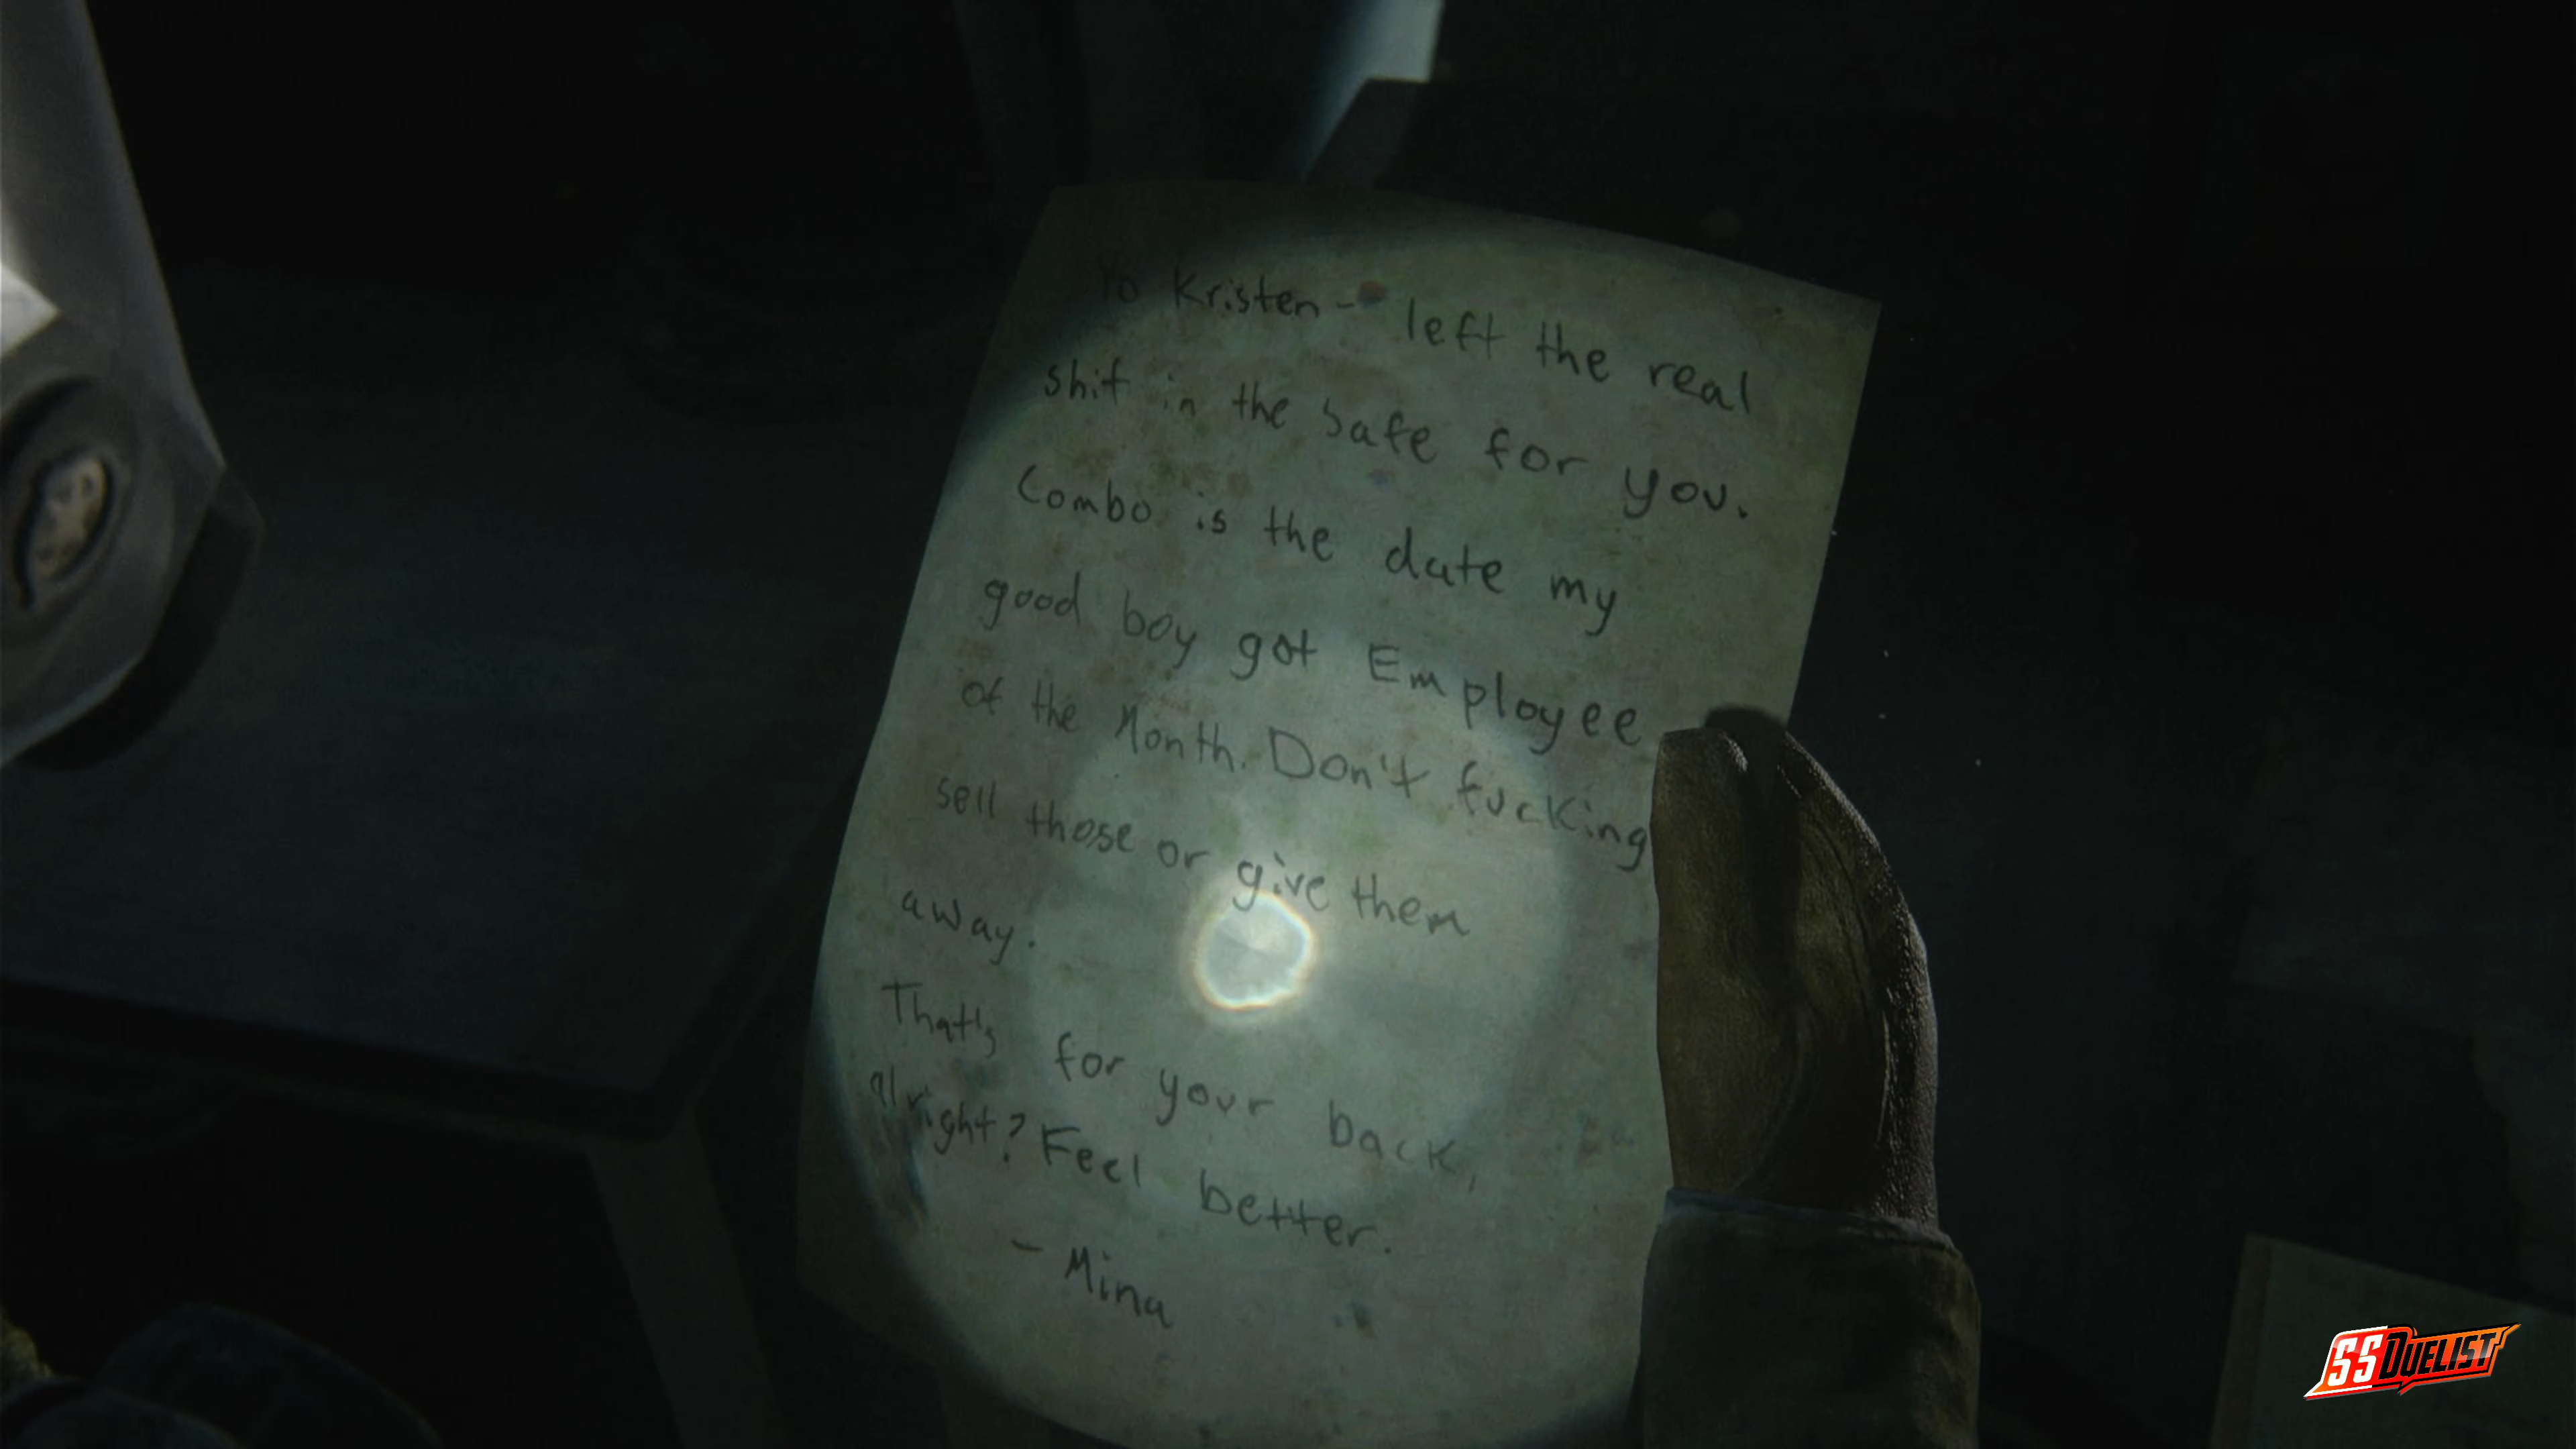 Yo Kristen - left the real
shit in the safe for you.
Combo is the date my
good boy got Employee
of the Month. Don't fucking
sell those or give them
away.
That's for your back,
alright? Feel better.
- Mina
SSDUELIST